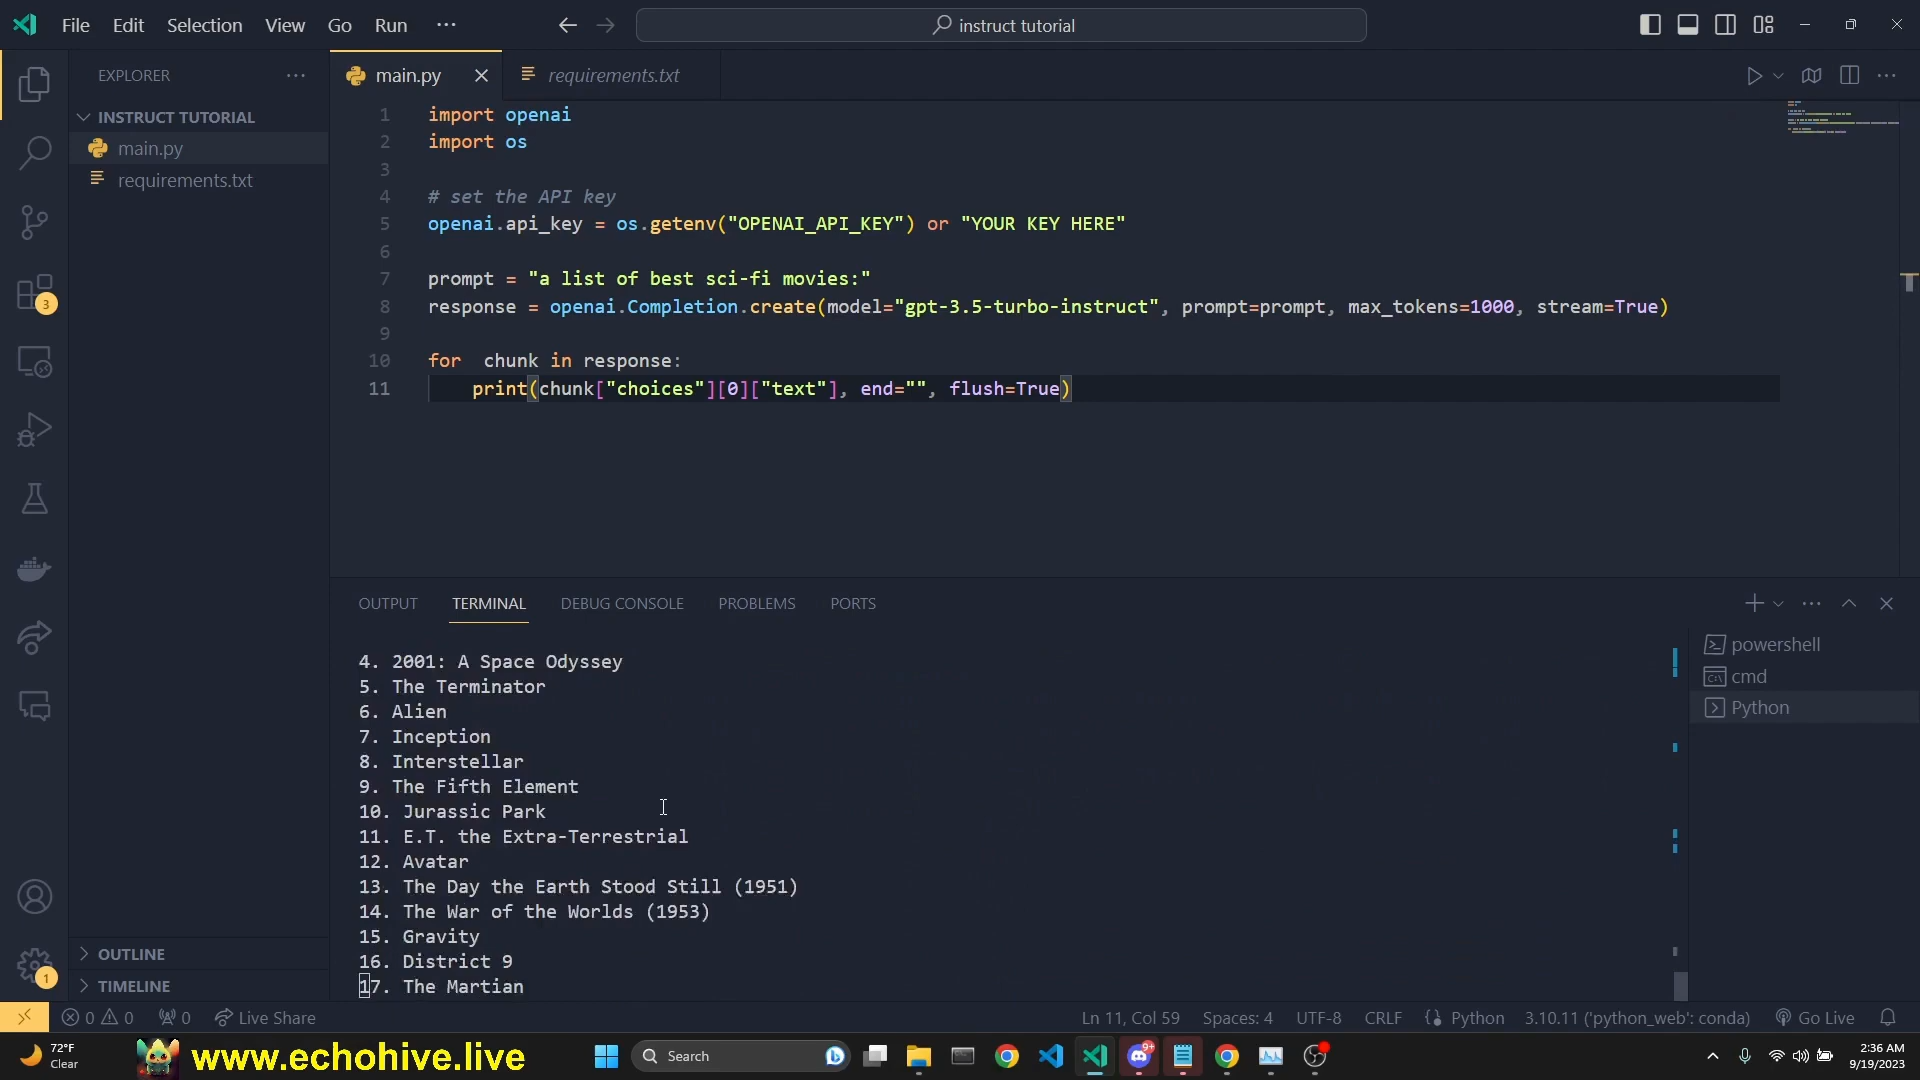 File Edit Selection View Go Run ···
instruct tutorial
EXPLORER
main.py
requirements.txt
INSTRUCT TUTORIAL
main.py
requirements.txt
1 import openai
2 import os
3
4 # set the API key
5 openai.api_key = os.getenv("OPENAI_API_KEY") or "YOUR KEY HERE"
6
7 prompt = "a list of best sci-fi movies:"
8 response = openai.Completion.create(model="gpt-3.5-turbo-instruct", prompt=prompt, max_tokens=1000, stream=True)
9
10 for  chunk in response:
11     print(chunk["choices"][0]["text"], end="", flush=True)
3
OUTPUT TERMINAL DEBUG CONSOLE PROBLEMS PORTS
4. 2001: A Space Odyssey
5. The Terminator
6. Alien
7. Inception
8. Interstellar
9. The Fifth Element
10. Jurassic Park
11. E.T. the Extra-Terrestrial
12. Avatar
13. The Day the Earth Stood Still (1951)
14. The War of the Worlds (1953)
15. Gravity
16. District 9
17. The Martian
powershell
cmd
Python
OUTLINE
TIMELINE
1
0 0 0 Live Share
Ln 11, Col 59 Spaces: 4 UTF-8 CRLF Python 3.10.11 ('python_web': conda) Go Live
72°F
Clear
www.echohive.live
Search
9+
2:36 AM
9/19/2023